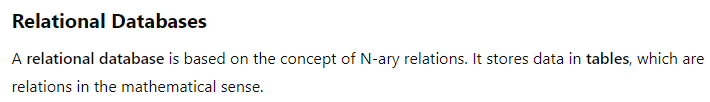 Relational Databases
A relational database is based on the concept of N-ary relations. It stores data in tables, which are
relations in the mathematical sense.